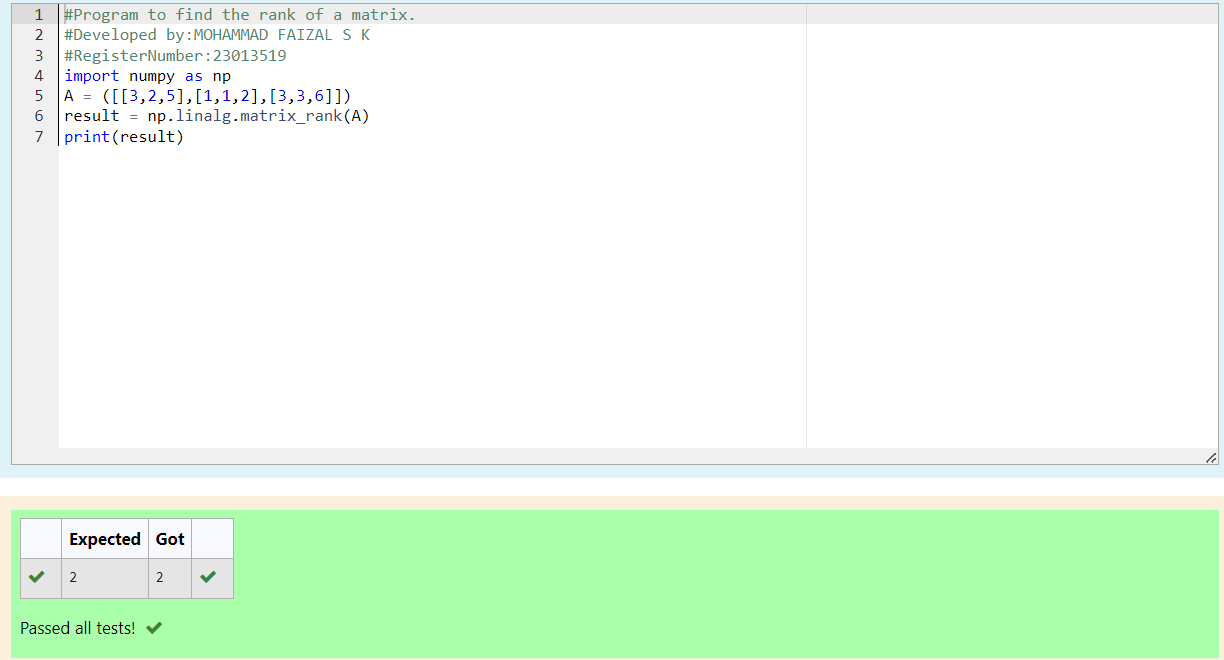 1 #Program to find the rank of a matrix.
2 #Developed by:MOHAMMAD FAIZAL S K
3 #RegisterNumber:23013519
4 import numpy as np
5 A = ([[3,2,5],[1,1,2],[3,3,6]])
6 result = np.linalg.matrix_rank(A)
7 print(result)
Expected Got
2 2
Passed all tests!